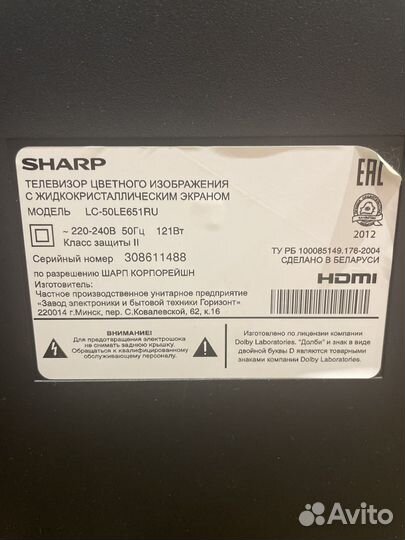 SHARP
ТЕЛЕВИЗОР ЦВЕТНОГО ИЗОБРАЖЕНИЯ
С ЖИДКОКРИСТАЛЛИЧЕСКИМ ЭКРАНОМ
МОДЕЛЬ LC-50LE651RU
~ 220-240В 50Гц 121Вт
Класс защиты II
Серийный номер 308611488
по разрешению ШАРП КОРПОРЕЙШН
Изготовитель:
Частное производственное унитарное предприятие
«Завод электроники и бытовой техники Горизонт»
220014 г.Минск, пер. С.Ковалевской, 62, к.16
EAC
2012
ТУ РБ 100085149.176-2004
СДЕЛАНО В БЕЛАРУСИ
HDMI
ВНИМАНИЕ!
Для предотвращения электрошока
не снимать заднюю крышку.
Обращаться к квалифицированному
обслуживающему персоналу.
Изготовлено по лицензии компании
Dolby Laboratories. "Долби" и знак в виде
двойной буквы D являются товарными
знаками компании Dolby Laboratories.
Avito